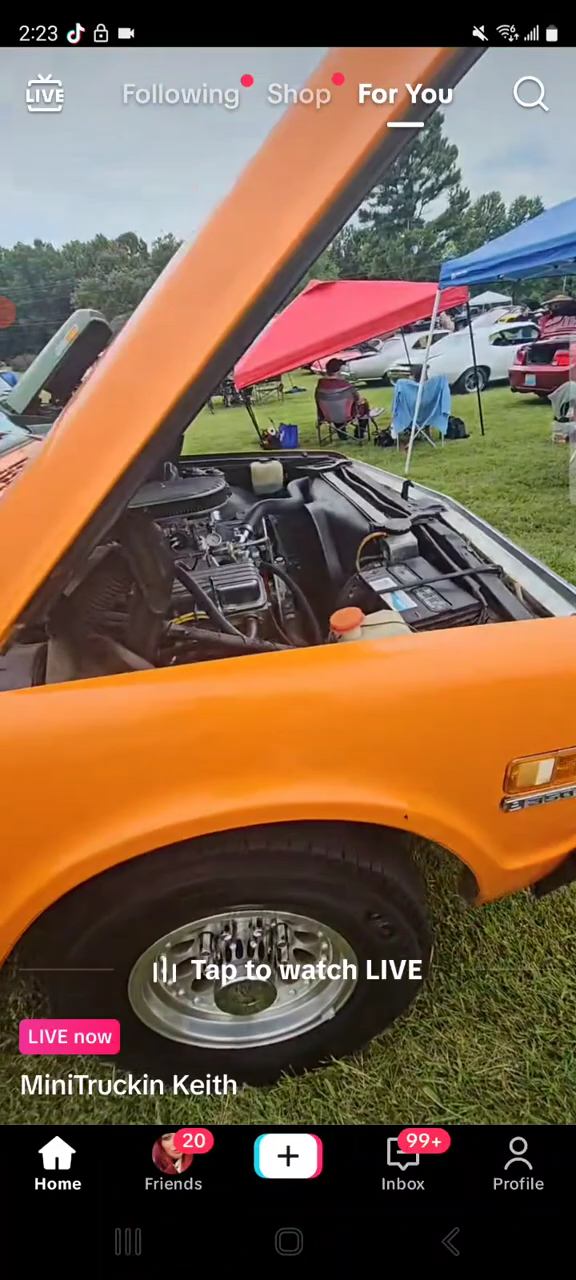 2:23
LIVE
Following
Shop
For You
Tap to watch LIVE
LIVE now
MiniTruckin Keith
Home
20
Friends
99+
Inbox
Profile